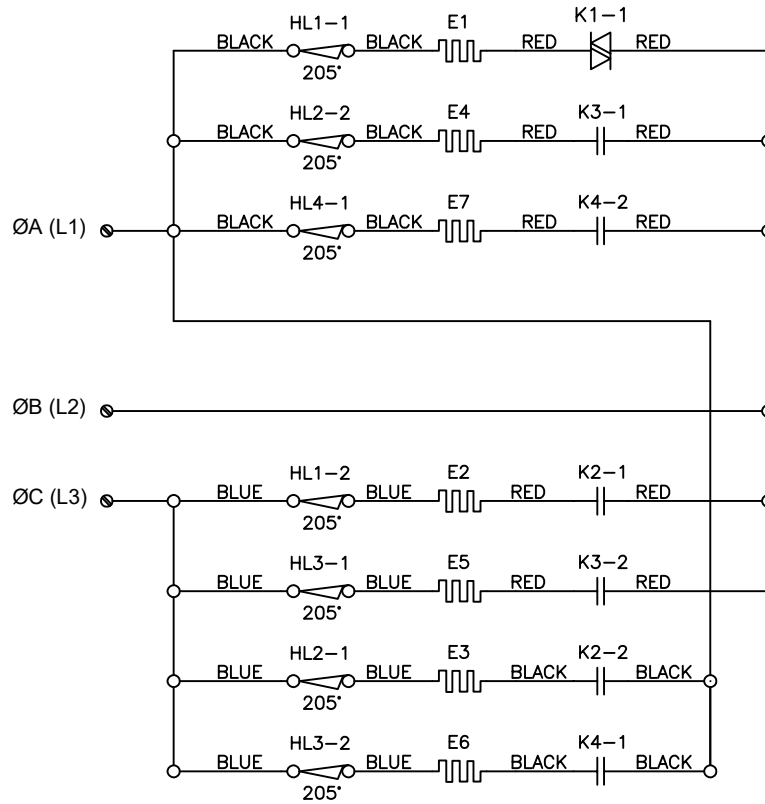 HL1-1 E1 K1-1
BLACK BLACK RED RED
205°
HL2-2 E4 K3-1
BLACK BLACK RED RED
205°
HL4-1 E7 K4-2
ØA (L1) BLACK BLACK RED RED
205°
ØB (L2)
HL1-2 E2 K2-1
ØC (L3) BLUE BLUE RED RED
205°
HL3-1 E5 K3-2
BLUE BLUE RED RED
205°
HL2-1 E3 K2-2
BLUE BLUE BLACK BLACK
205°
HL3-2 E6 K4-1
BLUE BLUE BLACK BLACK
205°